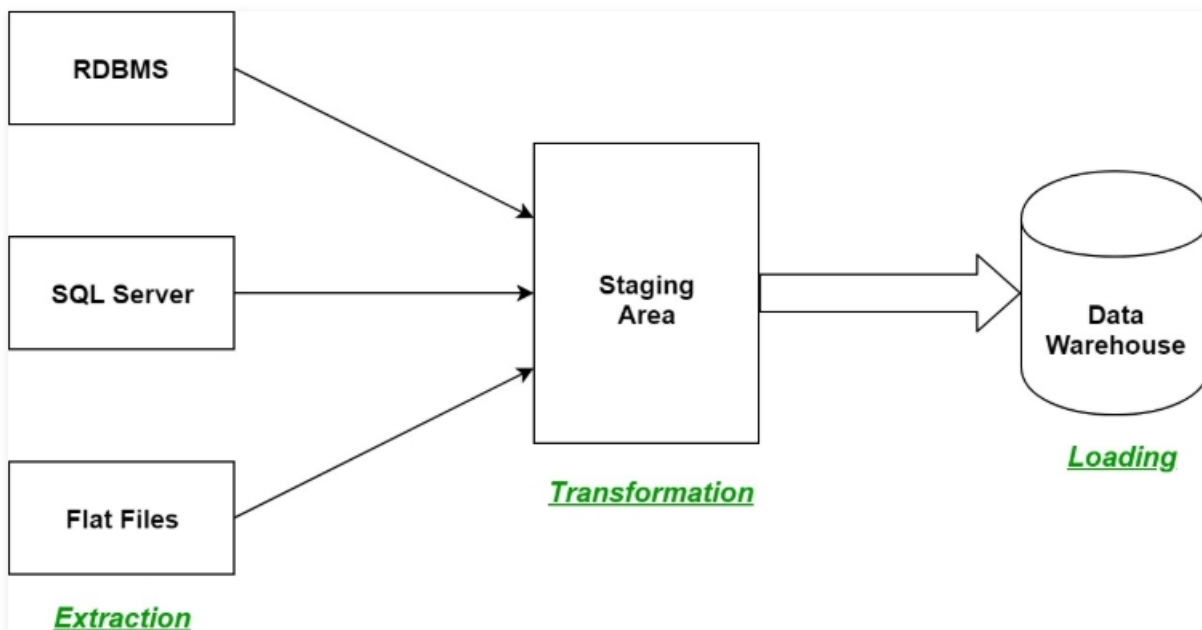 RDBMS
SQL Server
Flat Files
Extraction
Staging
Area
Transformation
Data
Warehouse
Loading